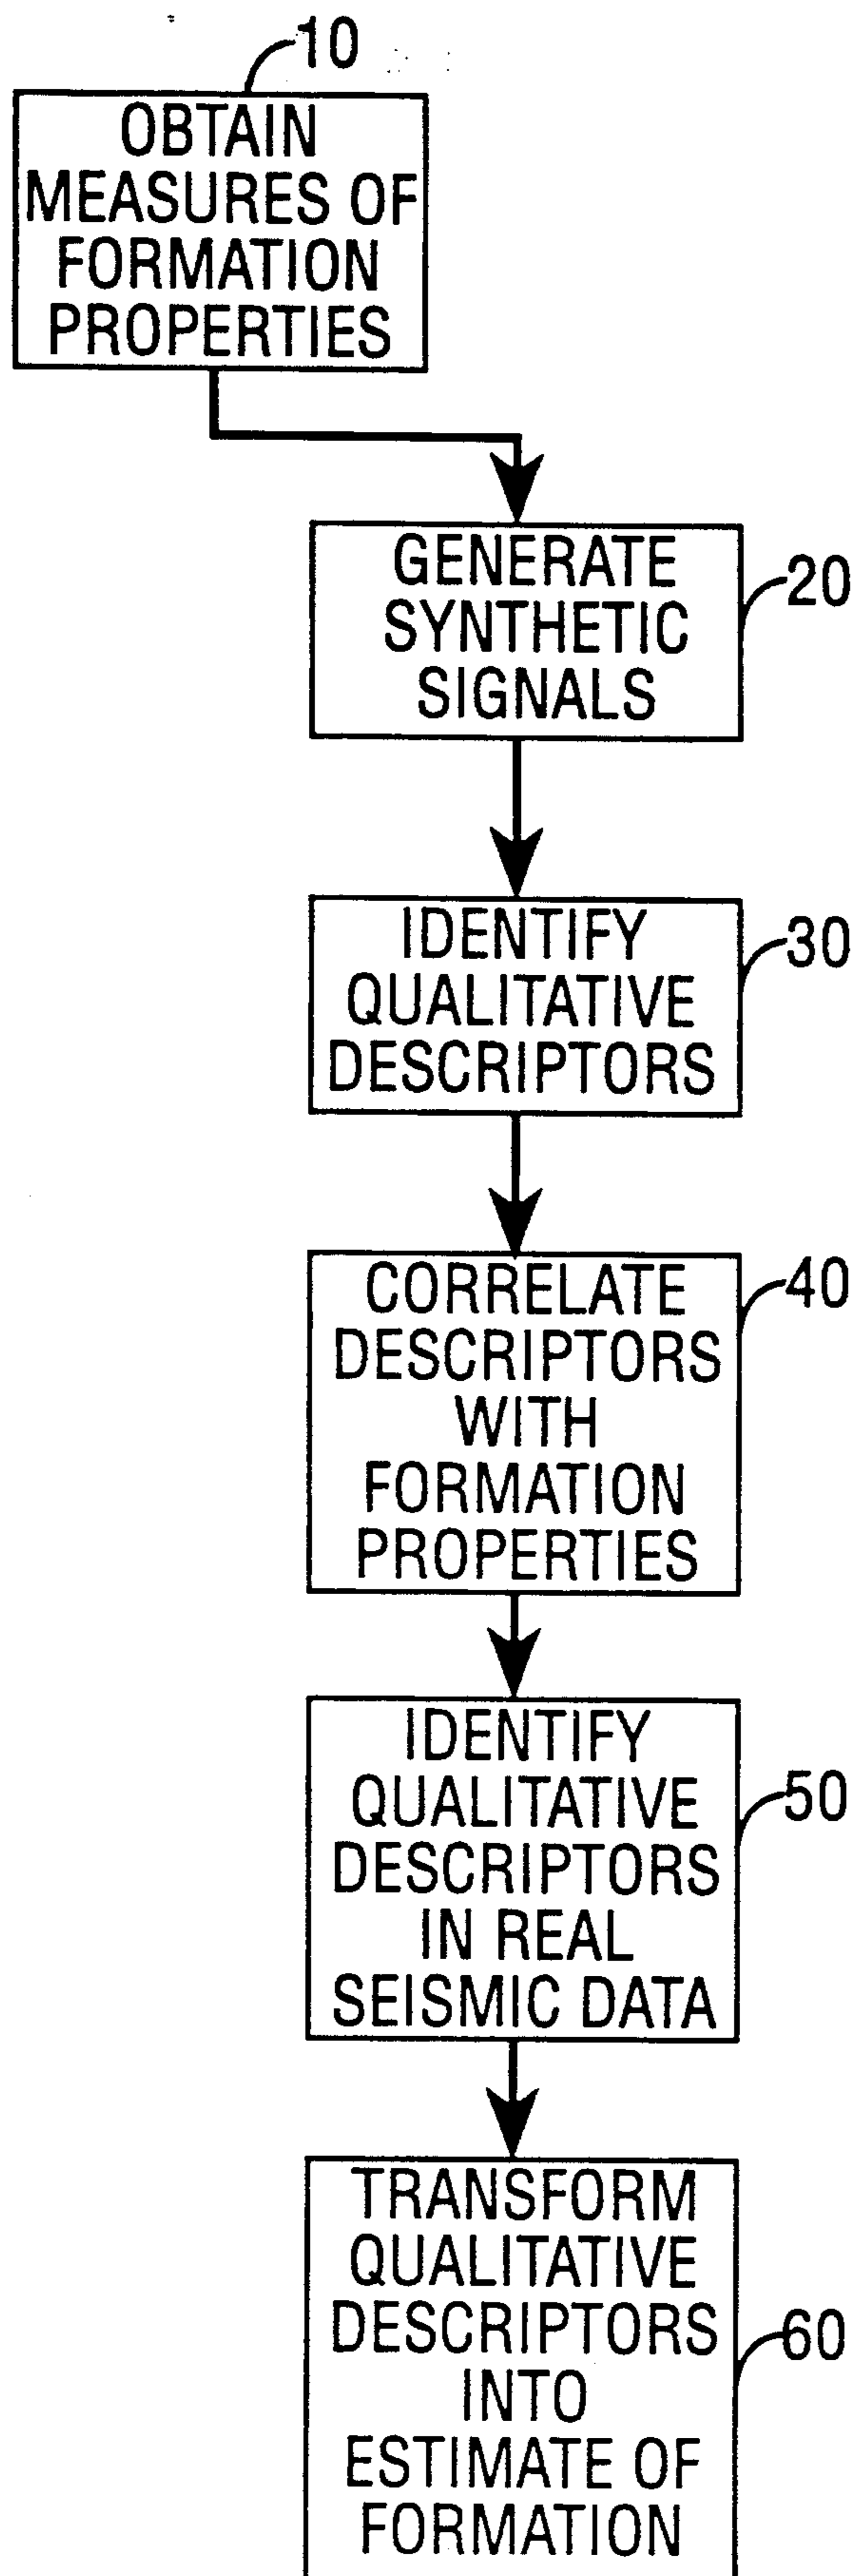 10
OBTAIN
MEASURES OF
FORMATION
PROPERTIES
GENERATE
SYNTHETIC
SIGNALS
20
IDENTIFY
QUALITATIVE
DESCRIPTORS
30
CORRELATE
DESCRIPTORS
WITH
FORMATION
PROPERTIES
40
IDENTIFY
QUALITATIVE
DESCRIPTORS
IN REAL
SEISMIC DATA
50
TRANSFORM
QUALITATIVE
DESCRIPTORS
INTO
ESTIMATE OF
FORMATION
60